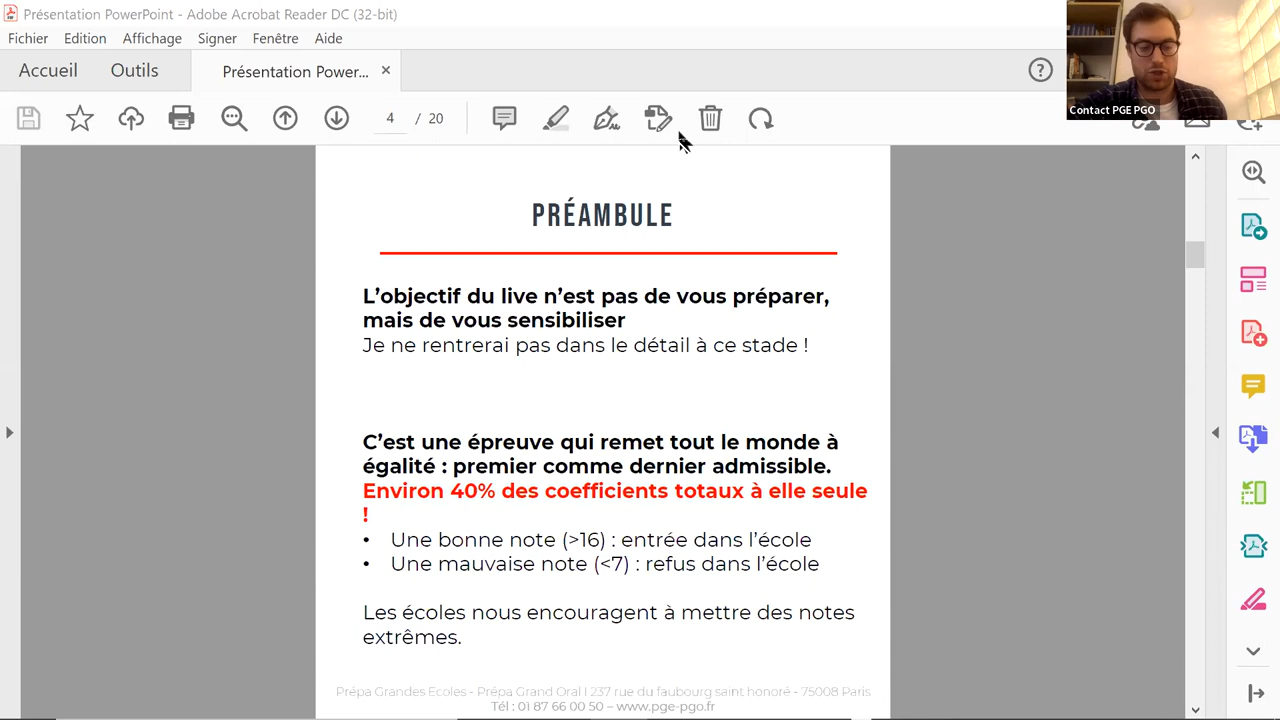 Présentation PowerPoint - Adobe Acrobat Reader DC (32-bit)
Fichier Edition Affichage Signer Fenêtre Aide
Accueil Outils Présentation Power... ×
4 / 20
Contact PGE PGO
PRÉAMBULE
L’objectif du live n’est pas de vous préparer,
mais de vous sensibiliser
Je ne rentrerai pas dans le détail à ce stade !
C’est une épreuve qui remet tout le monde à
égalité : premier comme dernier admissible.
Environ 40% des coefficients totaux à elle seule
!
• Une bonne note (>16) : entrée dans l’école
• Une mauvaise note (<7) : refus dans l’école
Les écoles nous encouragent à mettre des notes
extrêmes.
Prépa Grandes Ecoles - Prépa Grand Oral I 237 rue du faubourg saint honoré - 75008 Paris
Tél : 01 87 66 00 50 – www.pge-pgo.fr